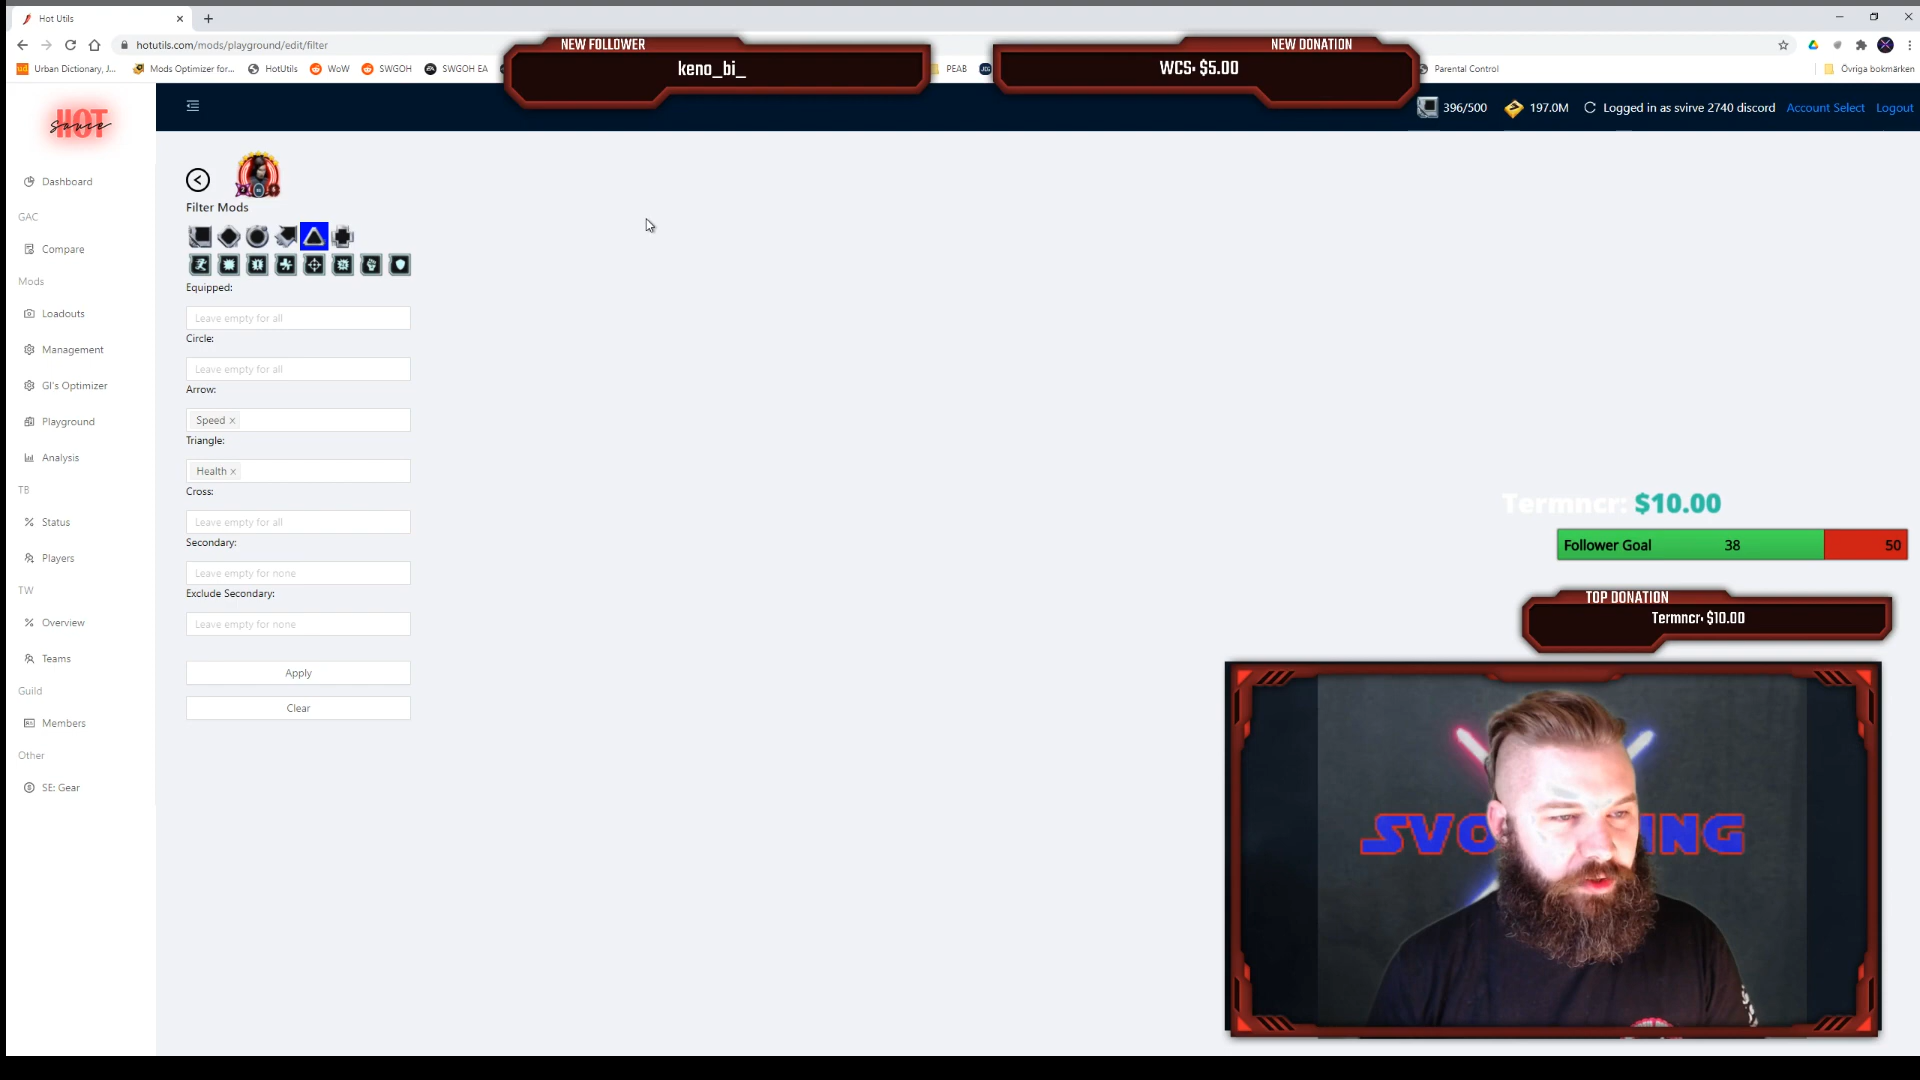 Hot Utils
hotutils.com/mods/playground/edit/filter
Urban Dictionary, J...
Mods Optimizer for...
HotUtils
WoW
SWGOH
SWGOH EA
PEAB
Parental Control
Övriga bokmärken
NEW FOLLOWER
keno_bi_
NEW DONATION
WCS: $5.00
396/500
197.0M
Logged in as svirve 2740 discord
Account Select
Logout
HOT
sauce
Dashboard
GAC
Compare
Mods
Loadouts
Management
GI's Optimizer
Playground
Analysis
TB
Status
Players
TW
Overview
Teams
Guild
Members
Other
SE: Gear
Filter Mods
Equipped:
Leave empty for all
Circle:
Leave empty for all
Arrow:
Speed ×
Triangle:
Health ×
Cross:
Leave empty for all
Secondary:
Leave empty for none
Exclude Secondary:
Leave empty for none
Apply
Clear
Termncr: $10.00
Follower Goal 38 50
TOP DONATION
Termncr: $10.00